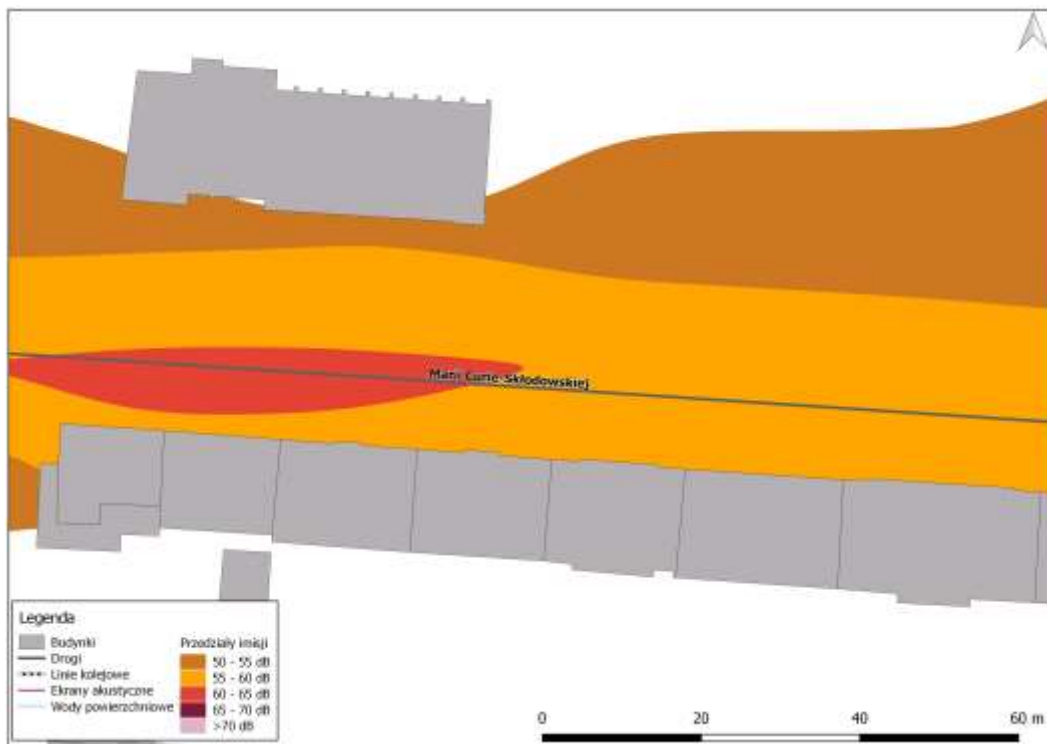 Marii Curie-Skłodowskiej
Legenda
Budynki
Drogi
Linie kolejowe
Ekrany akustyczne
Wody powierzchniowe
Przedziały imisji
50 - 55 dB
55 - 60 dB
60 - 65 dB
65 - 70 dB
>70 dB
0 20 40 60 m